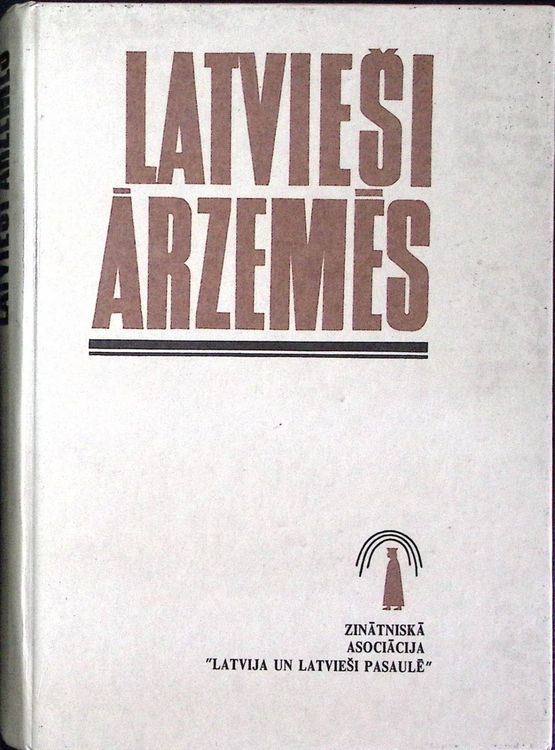 LATVIEŠI
ĀRZEMĒS
ZINĀTNISKĀ
ASOCIĀCIJA
"LATVIJA UN LATVIEŠI PASAULĒ"
LATVIEŠI ĀRZEMĒS